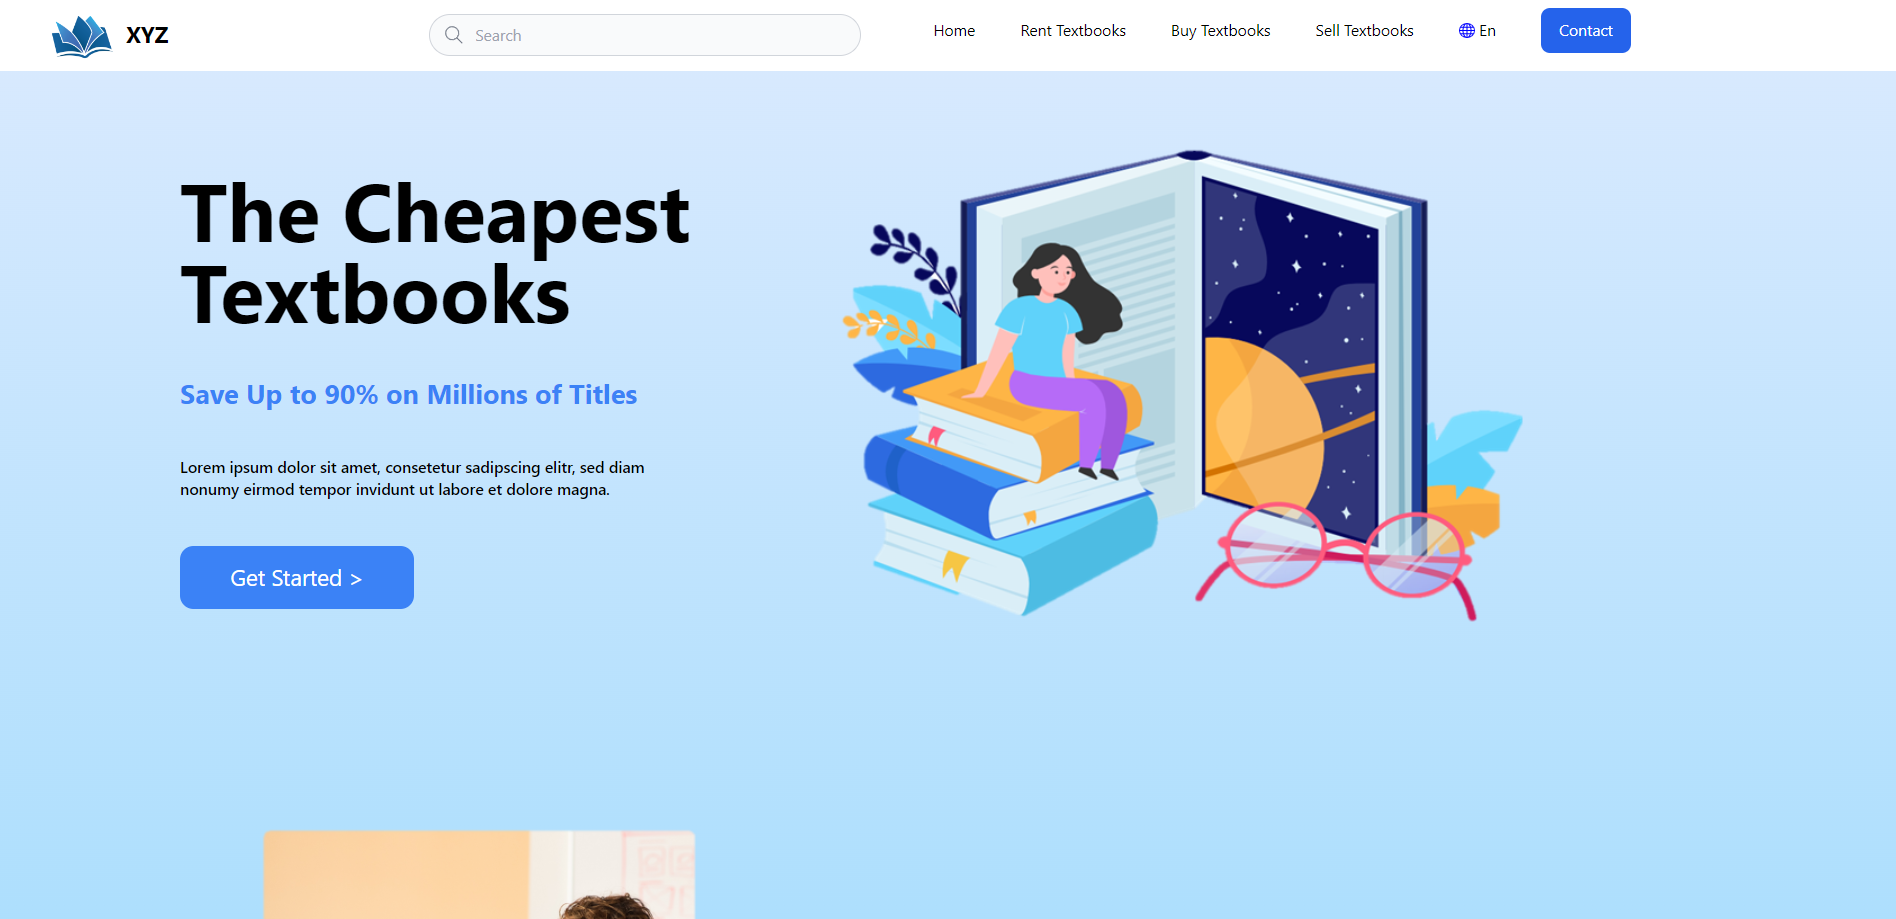 XYZ
Search
Home
Rent Textbooks
Buy Textbooks
Sell Textbooks
En
Contact
The Cheapest
Textbooks
Save Up to 90% on Millions of Titles
Lorem ipsum dolor sit amet, consetetur sadipscing elitr, sed diam
nonumy eirmod tempor invidunt ut labore et dolore magna.
Get Started >